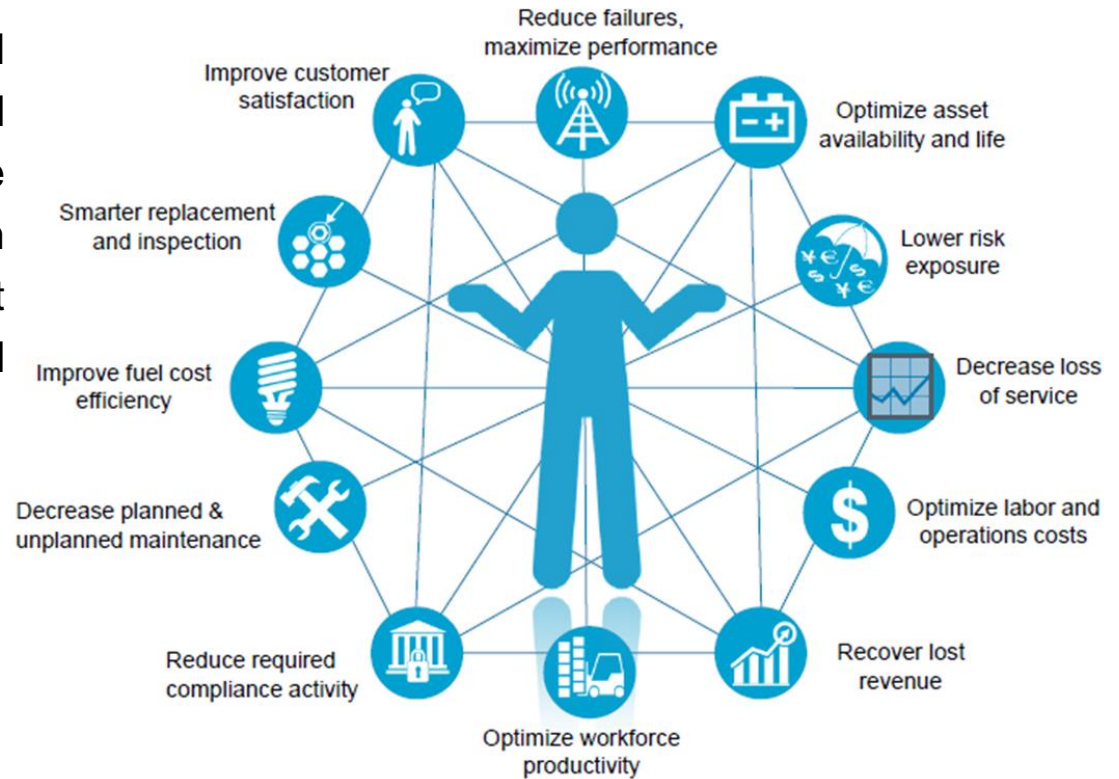 Reduce failures,
maximize performance
Improve customer
satisfaction
Optimize asset
availability and life
Smarter replacement
and inspection
Lower risk
exposure
Improve fuel cost
efficiency
Decrease loss
of service
Decrease planned &
unplanned maintenance
Optimize labor and
operations costs
Reduce required
compliance activity
Recover lost
revenue
Optimize workforce
productivity